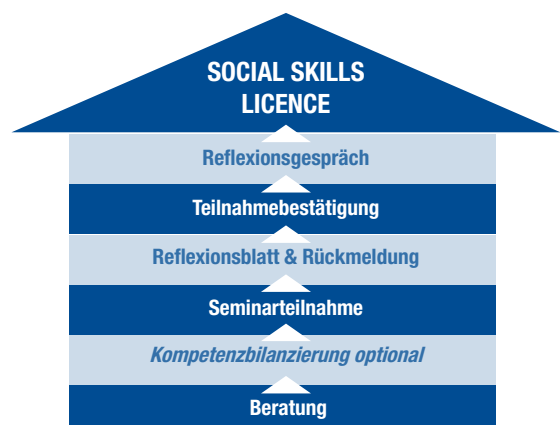 SOCIAL SKILLS
LICENCE
Reflexionsgespräch
Teilnahmebestätigung
Reflexionsblatt & Rückmeldung
Seminarteilnahme
Kompetenzbilanzierung optional
Beratung